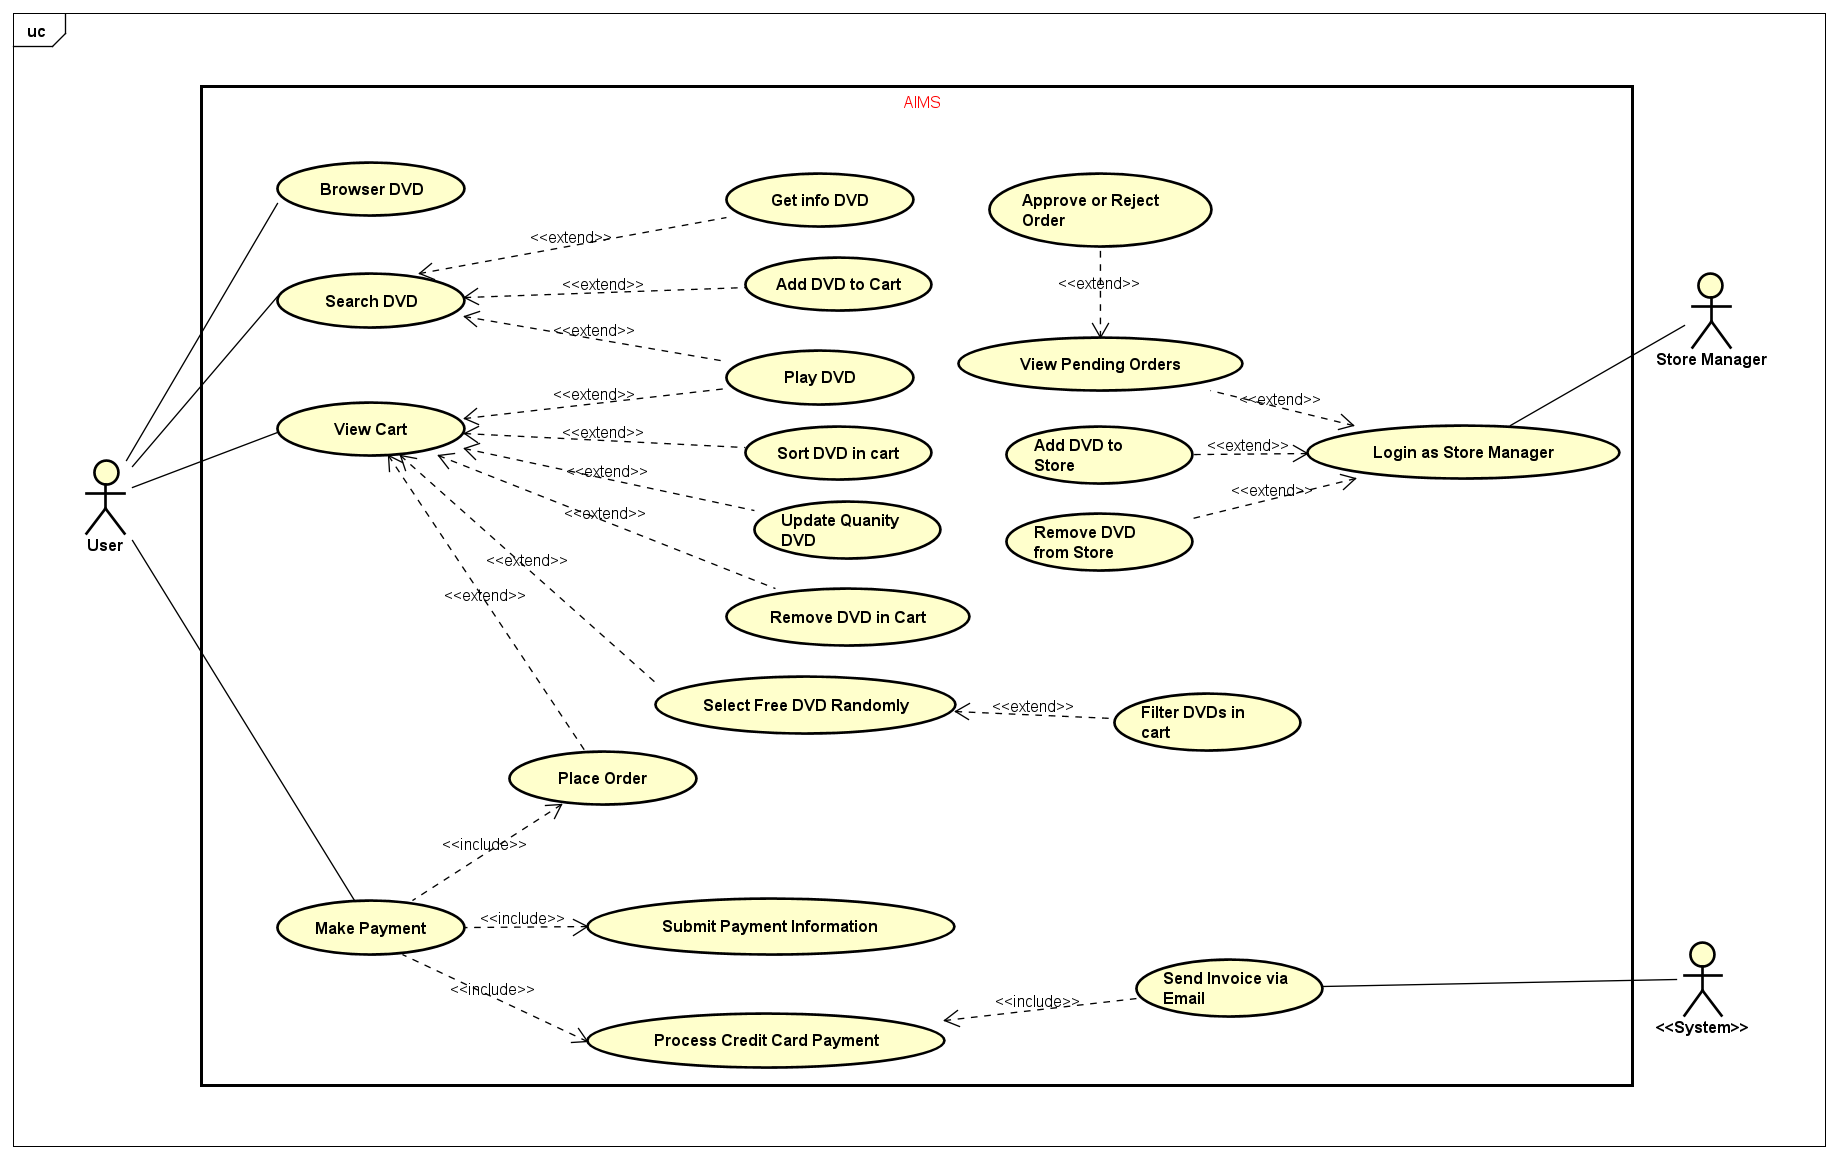 uc
AIMS
Browser DVD
Get info DVD
Approve or Reject
Order
<<extend>>
Add DVD to Cart
<<extend>>
<<extend>>
Search DVD
<<extend>>
Play DVD
View Pending Orders
Store Manager
<<extend>>
<<extend>>
View Cart
<<extend>>
Sort DVD in cart
Add DVD to
Store
<<extend>>
Login as Store Manager
<<extend>>
<<extend>>
Update Quanity
DVD
Remove DVD
from Store
<<extend>>
User
<<extend>>
<<extend>>
Remove DVD in Cart
Select Free DVD Randomly
<<extend>>
Filter DVDs in
cart
Place Order
<<include>>
Make Payment
<<include>>
Submit Payment Information
<<include>>
Send Invoice via
Email
<<include>>
<<System>>
Process Credit Card Payment